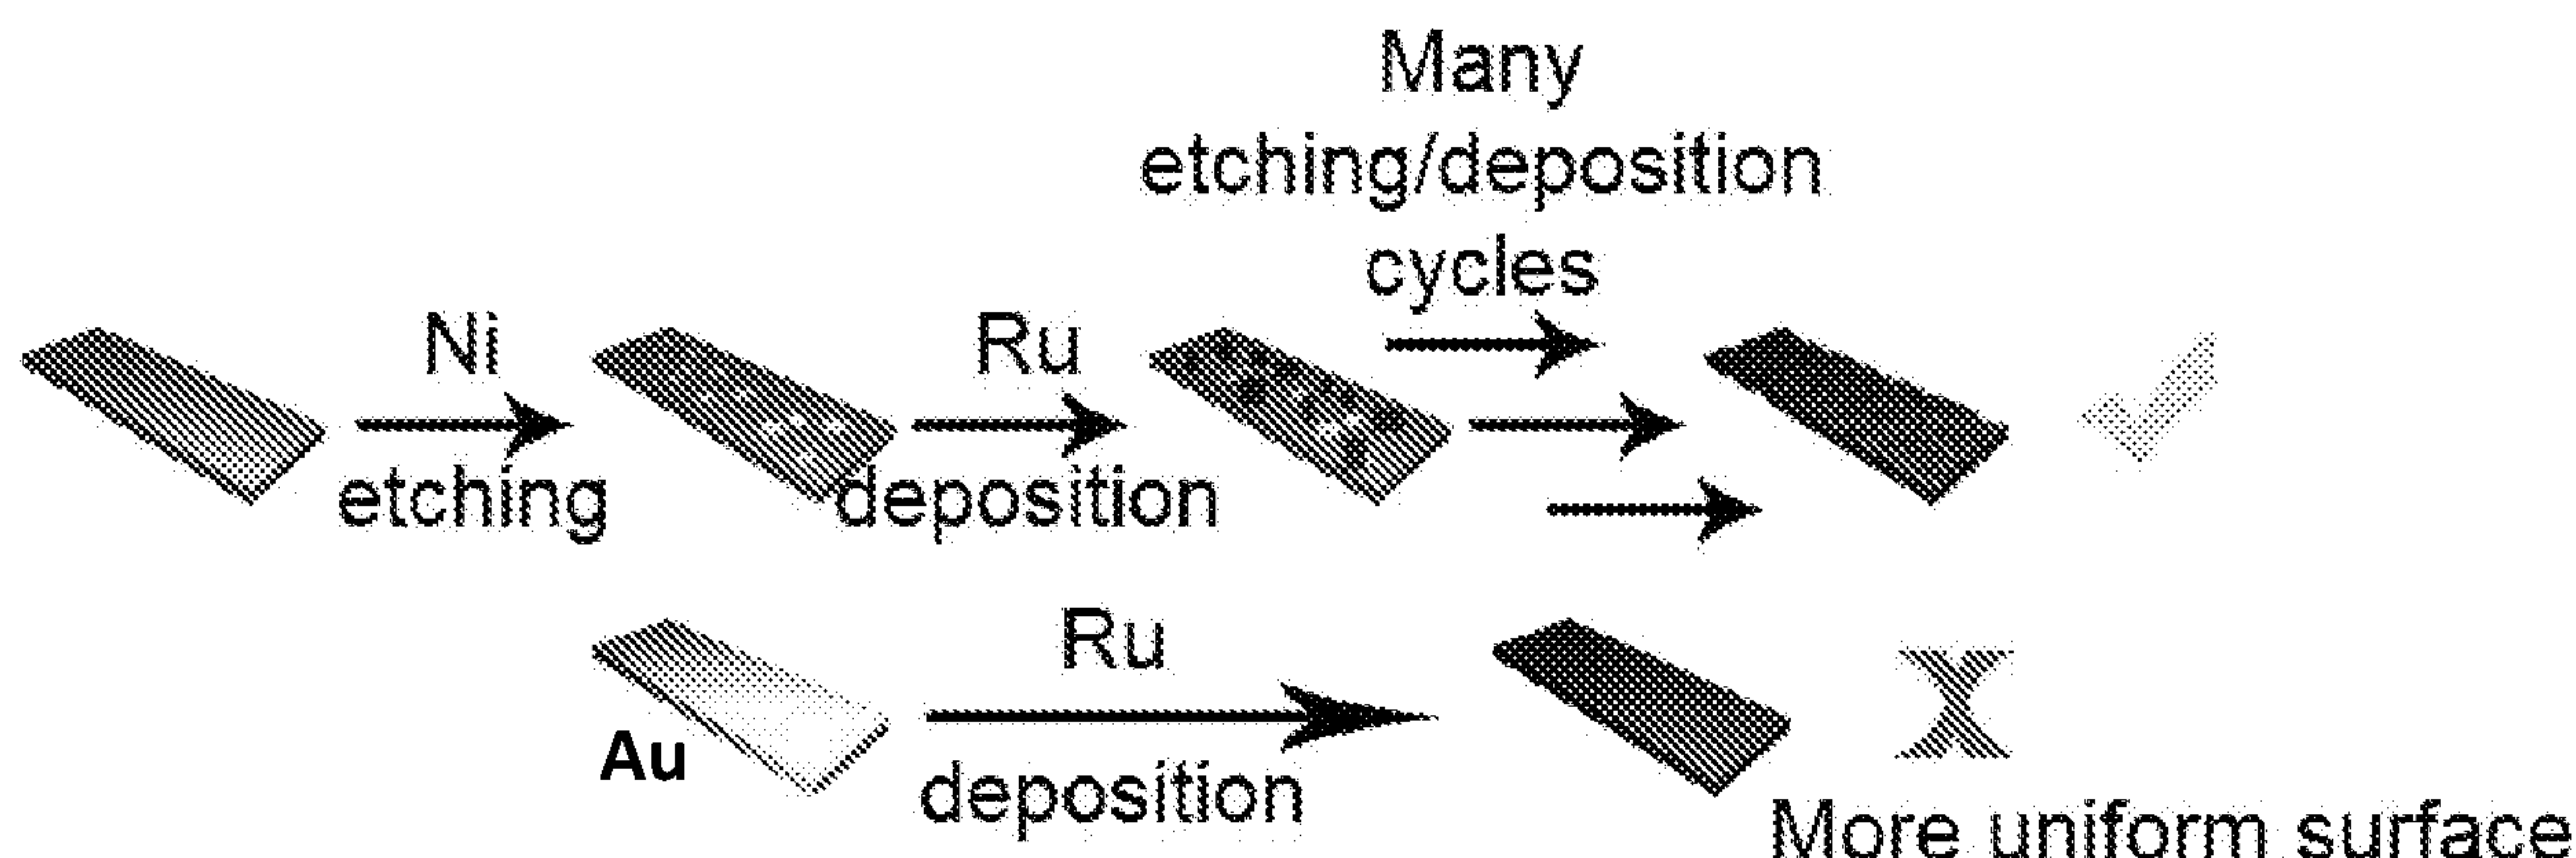 Many
etching/deposition
cycles
Ni
Ru
etching
deposition
Ru
Au
deposition
More uniform surface